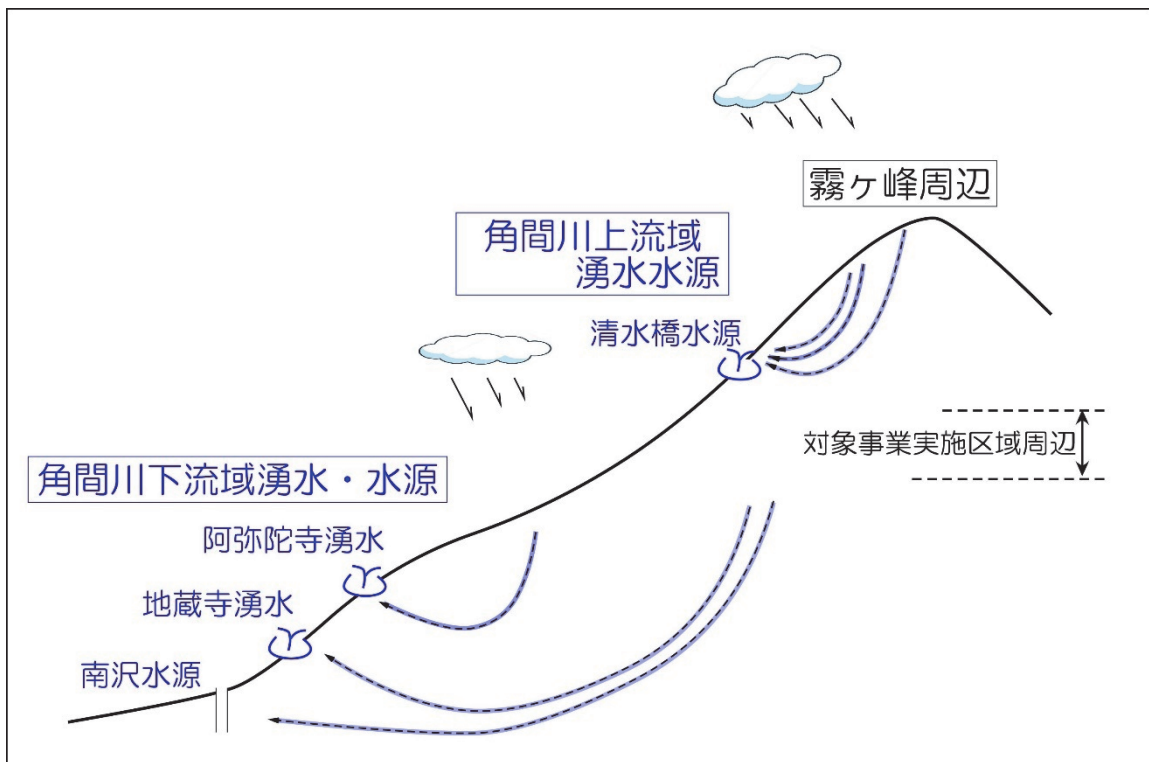 霧ヶ峰周辺
角間川上流域
湧水水源
清水橋水源
対象事業実施区域周辺
角間川下流域湧水・水源
阿弥陀寺湧水
地蔵寺湧水
南沢水源